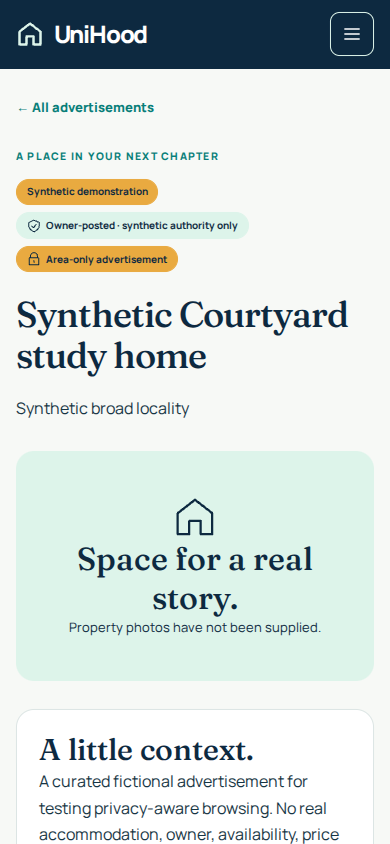 UniHood
← All advertisements
A PLACE IN YOUR NEXT CHAPTER
Synthetic demonstration
Owner-posted · synthetic authority only
Area-only advertisement
Synthetic Courtyard
study home
Synthetic broad locality
Space for a real
story.
Property photos have not been supplied.
A little context.
A curated fictional advertisement for
testing privacy-aware browsing. No real
accommodation, owner, availability, price